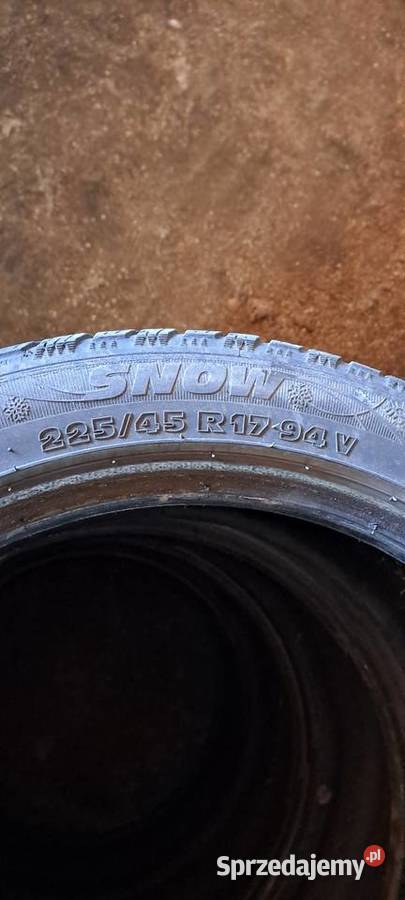 SNOW
225/45 R17 94 V
Sprzedajemy.pl